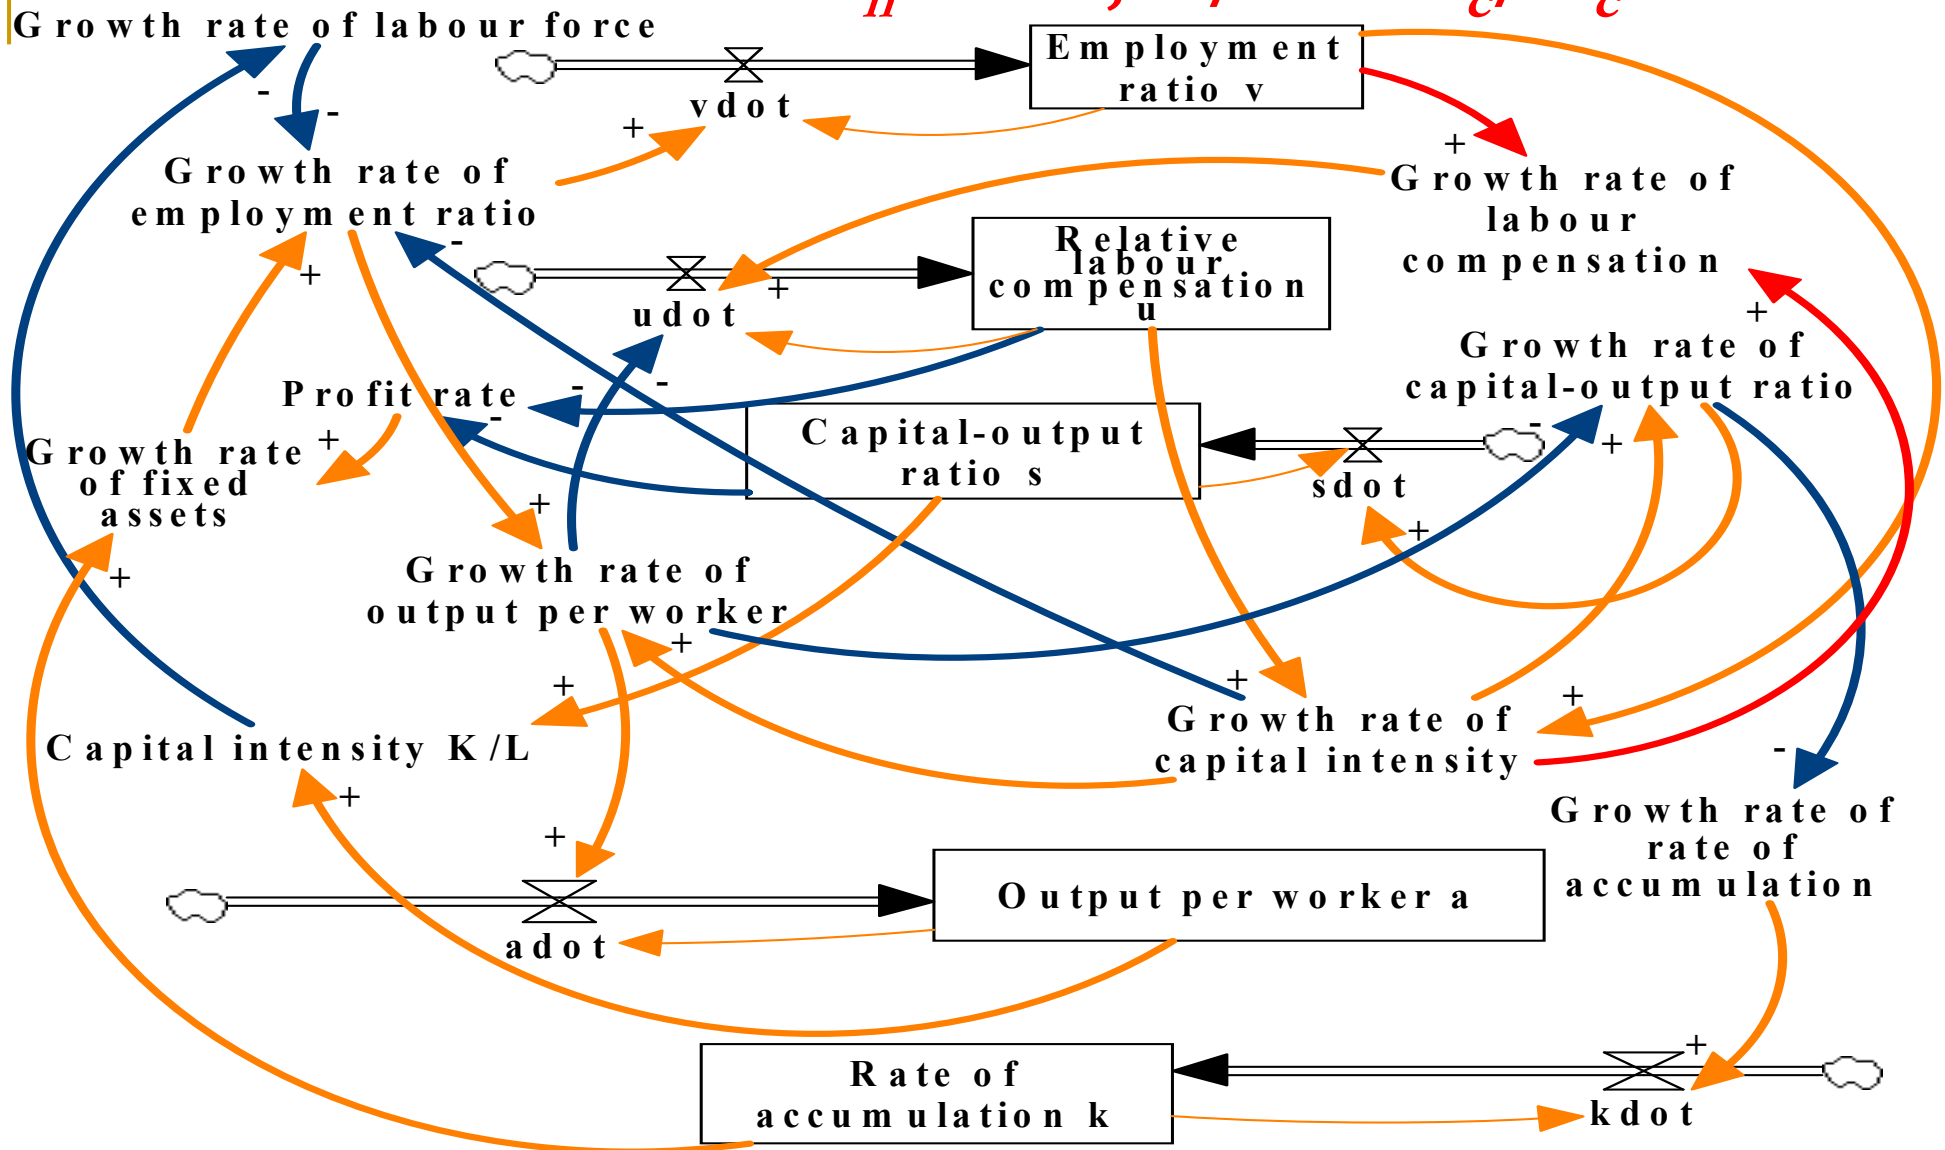 Growth rate of labour force
Employment
ratio v
vdot
Growth rate of
employment ratio
Growth rate of
labour
compensation
Relative
labour
compensation
u
udot
Growth rate of
capital-output ratio
Profit rate
Capital-output
ratio s
sdot
Growth rate
of fixed
assets
Growth rate of
output per worker
Capital intensity K/L
Growth rate of
capital intensity
Growth rate of
rate of
accumulation
Output per worker a
adot
Rate of
accumulation k
kdot